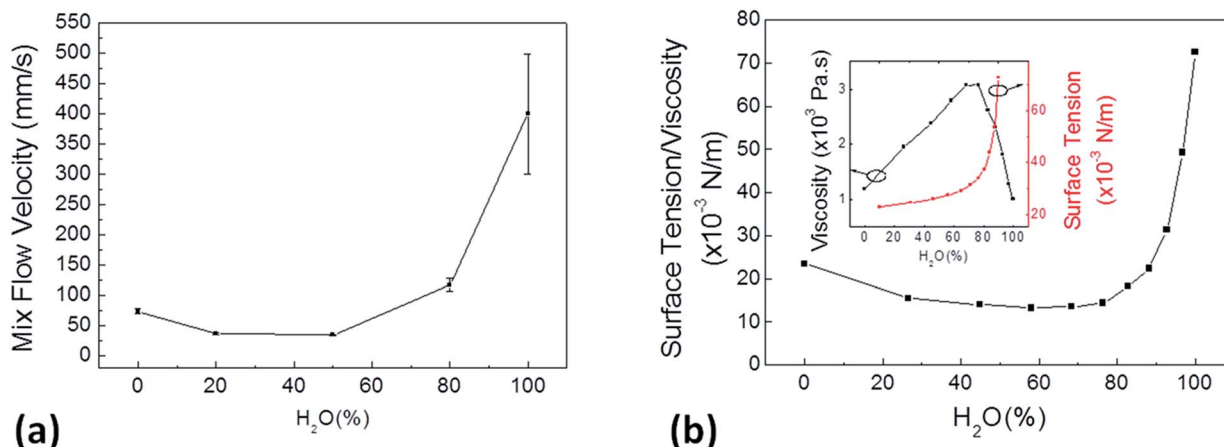 550
500
450
400
350
300
250
200
150
100
50
0
Mix Flow Velocity (mm/s)
0 20 40 60 80 100
H₂O(%)
(a)
80
70
60
50
40
30
20
10
0
Surface Tension/Viscosity
(x10⁻³ N/m)
3
2
1
Viscosity (x10³ Pa.s)
60
40
20
Surface Tension
(x10⁻³ N/m)
0 20 40 60 80 100
H₂O(%)
0 20 40 60 80 100
H₂O(%)
(b)